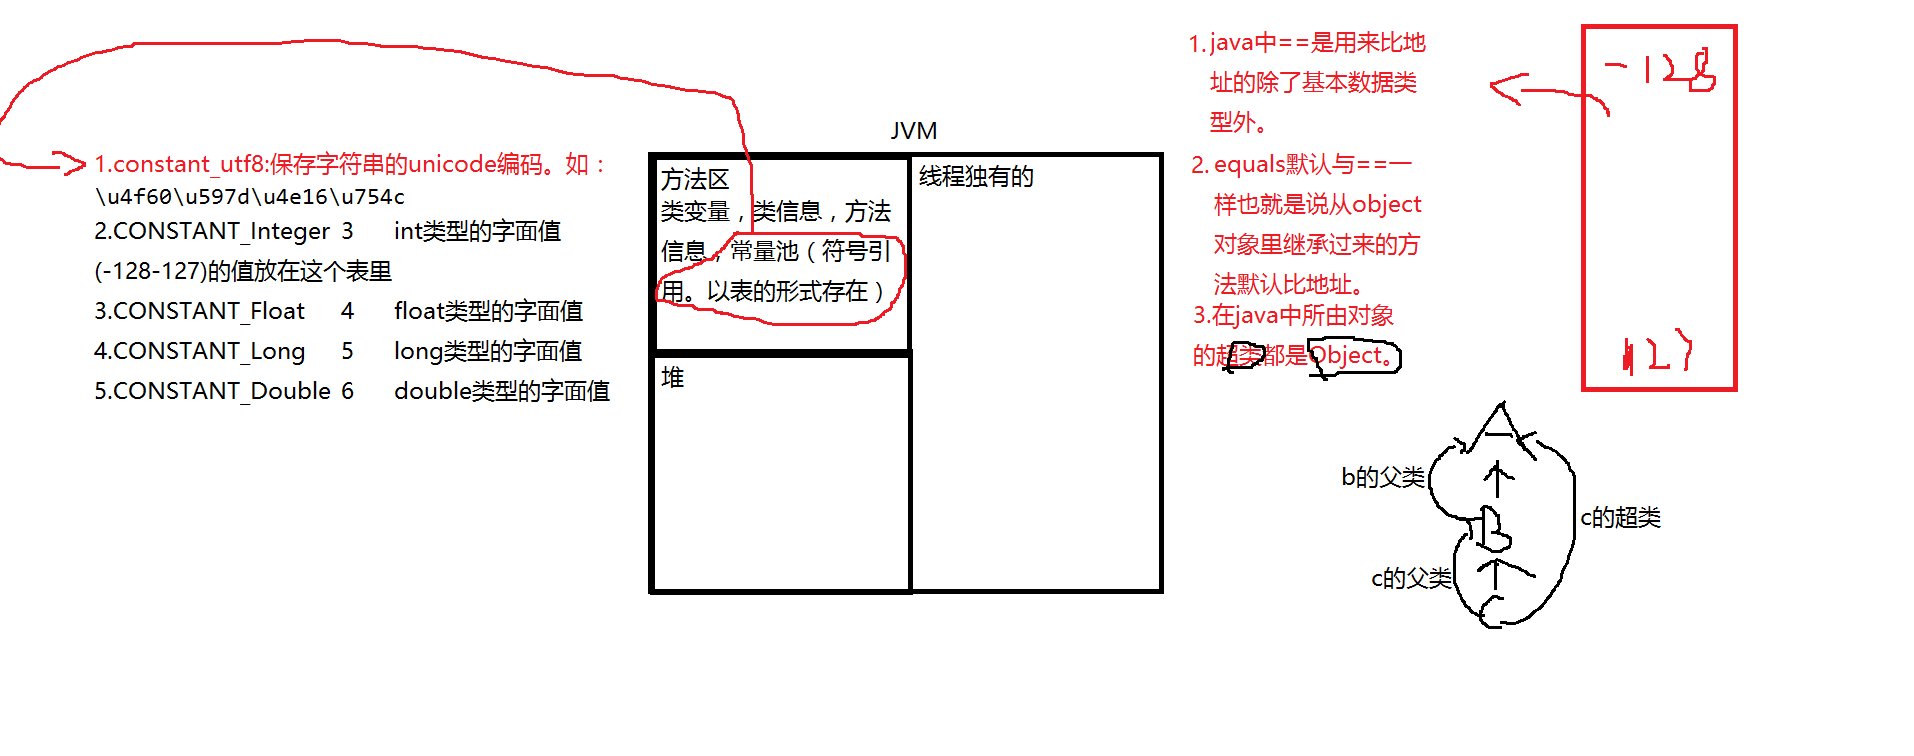 1.constant_utf8:保存字符串的unicode编码。如：
\u4f60\u597d\u4e16\u754c
2.CONSTANT_Integer 3 int类型的字面值
(-128-127)的值放在这个表里
3.CONSTANT_Float 4 float类型的字面值
4.CONSTANT_Long 5 long类型的字面值
5.CONSTANT_Double 6 double类型的字面值
JVM
方法区
类变量，类信息，方法
信息，常量池（符号引
用。以表的形式存在）
堆
线程独有的
1.java中==是用来比地
址的除了基本数据类
型外。
2. equals默认与==一
样也就是说从object
对象里继承过来的方
法默认比地址。
3.在java中所由对象
的超类都是Object。
-128
127
A
b的父类
B
c的超类
c的父类
C